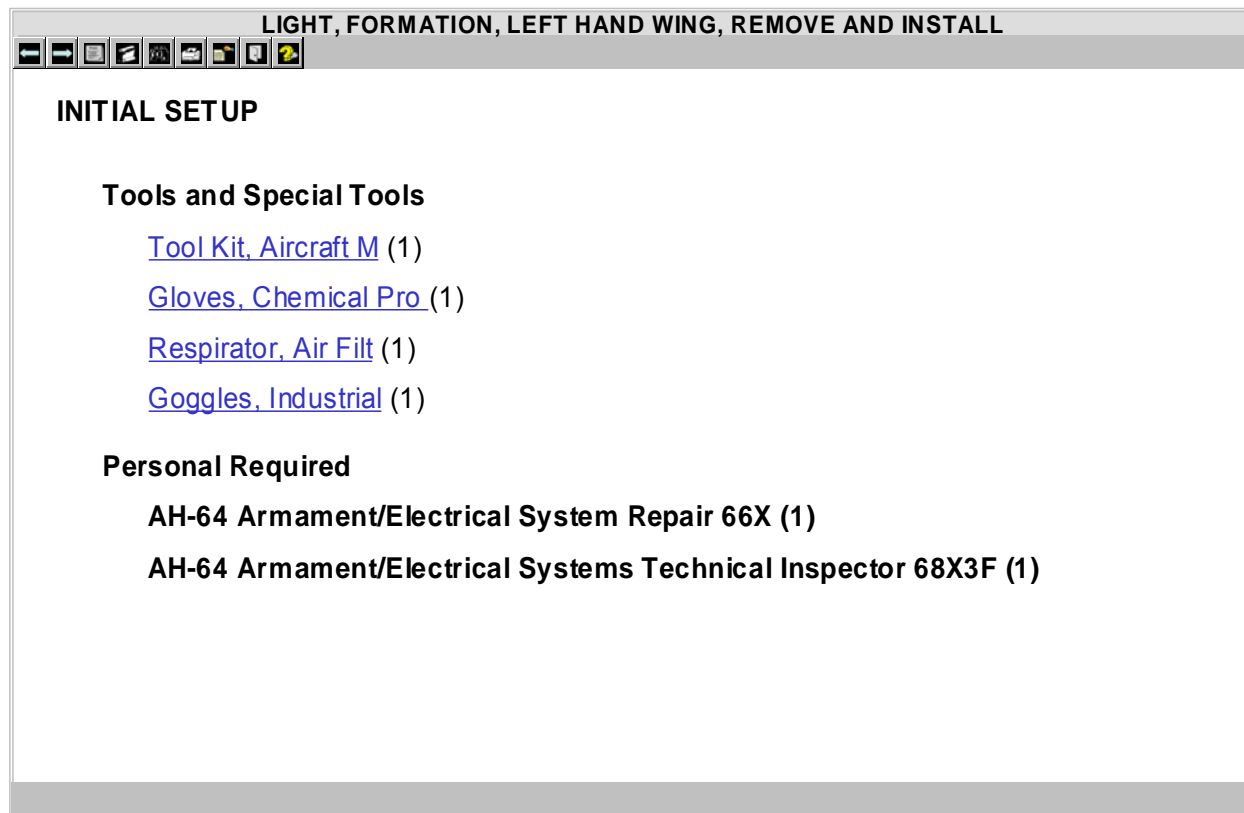 LIGHT, FORMATION, LEFT HAND WING, REMOVE AND INSTALL
INITIAL SETUP
Tools and Special Tools
Tool Kit, Aircraft M (1)
Gloves, Chemical Pro (1)
Respirator, Air Filt (1)
Goggles, Industrial (1)
Personal Required
AH-64 Armament/Electrical System Repair 66X (1)
AH-64 Armament/Electrical Systems Technical Inspector 68X3F (1)